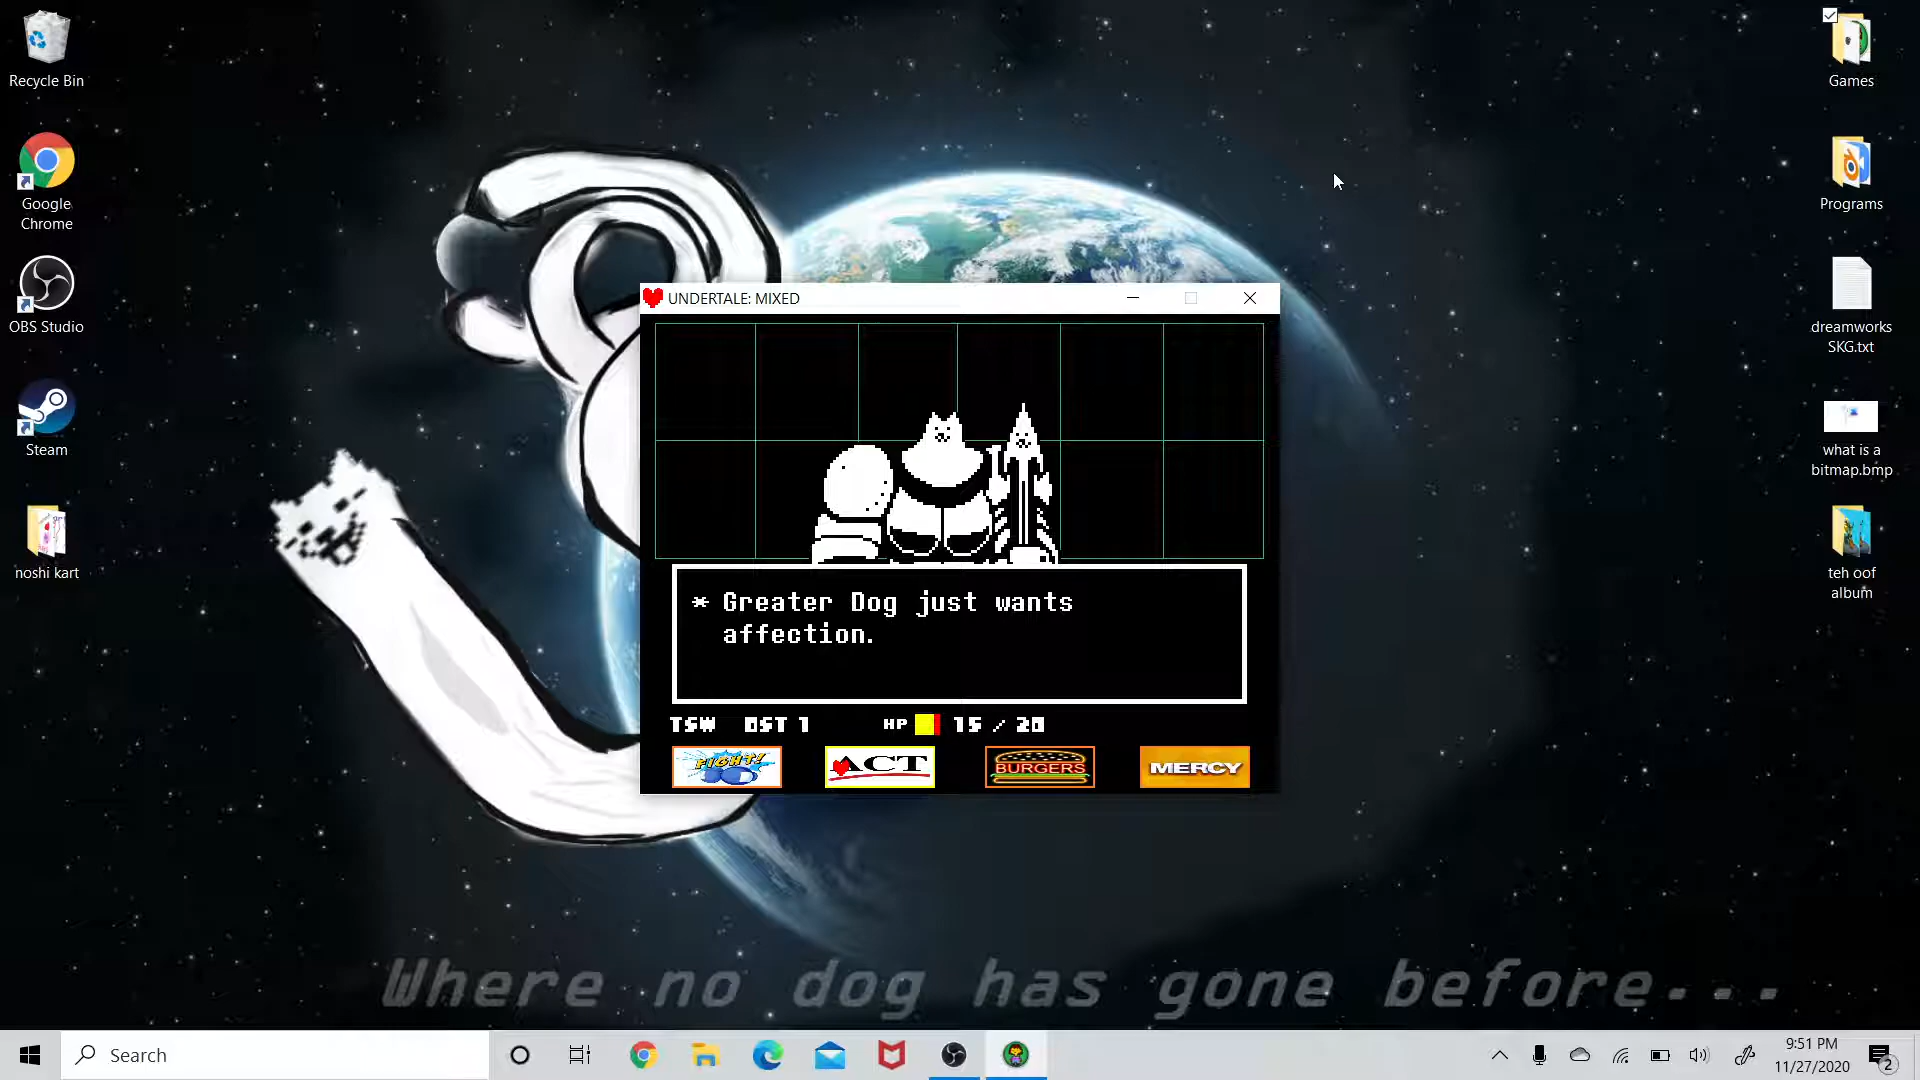 Recycle Bin
Google
Chrome
OBS Studio
Steam
noshi kart
Games
Programs
dreamworks
SKG.txt
what is a
bitmap.bmp
teh oof
album
UNDERTALE: MIXED
* Greater Dog just wants
affection.
TSW OST 1 HP 15 / 20
FIGHT! ACT BURGERS MERCY
Where no dog has gone before...
Search
9:51 PM
11/27/2020
2